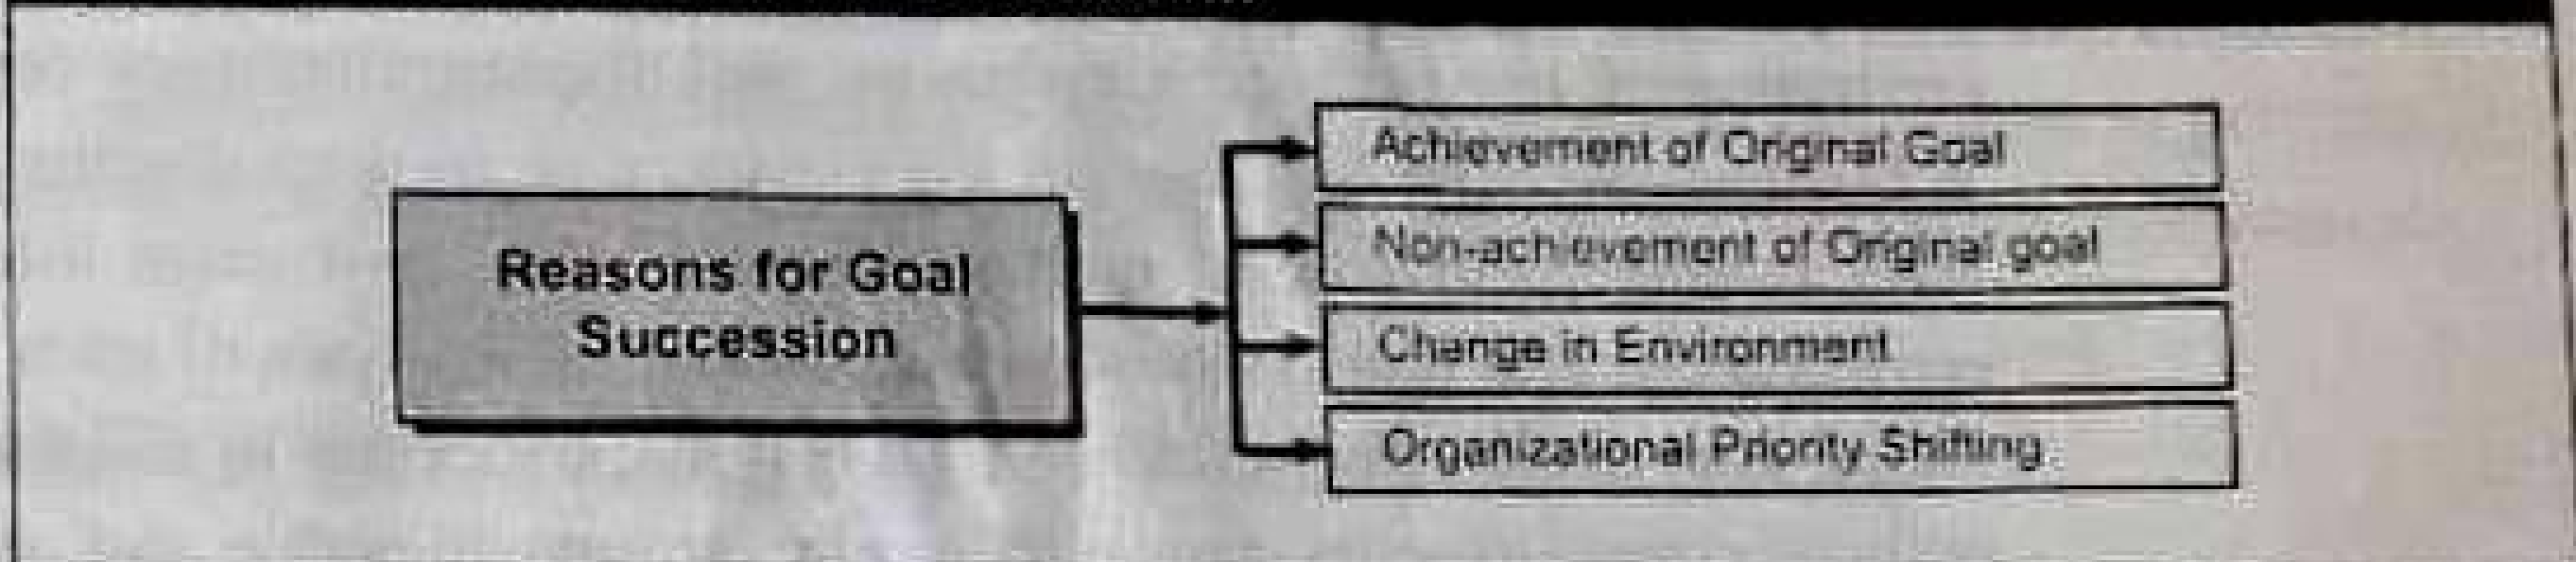 Reasons for Goal
Succession
Achievement of Original Goal
Non-achievement of Original goal
Change in Environment
Organizational Priority Shifting